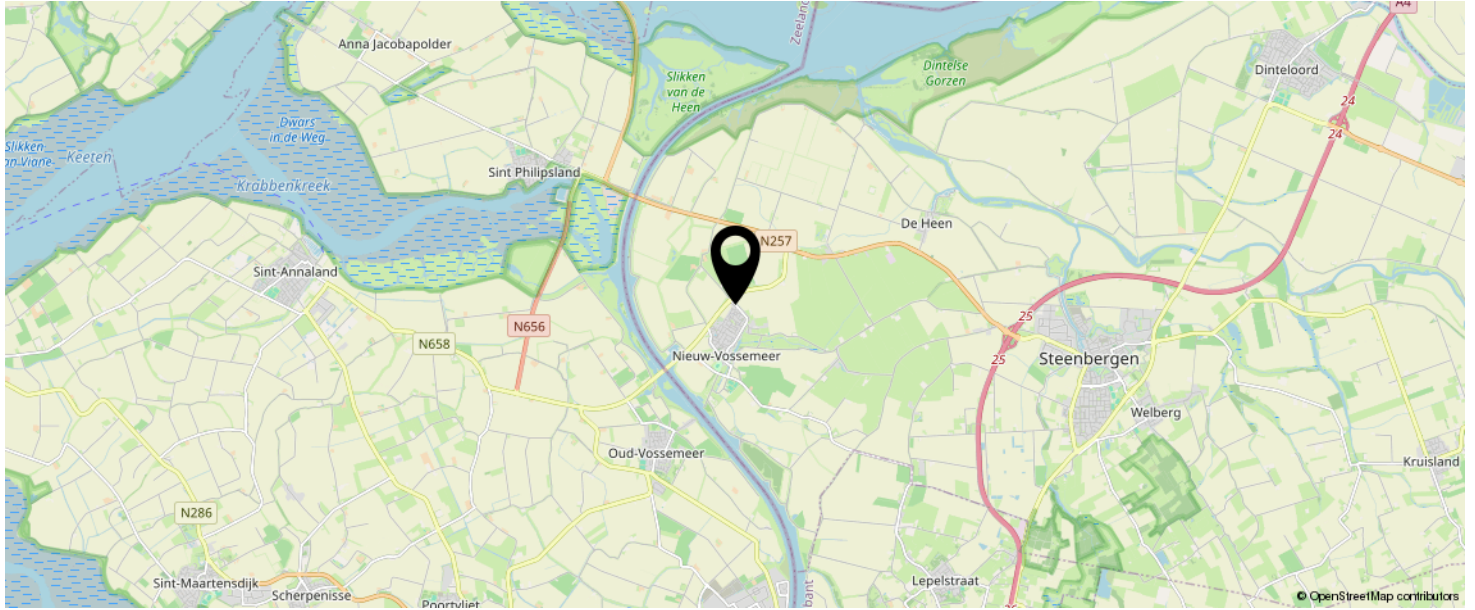 A4
Anna Jacobapolder
Zeeland
Dinteloord
Slikken
van de
Heen
Dintelse
Gorzen
24
24
Dwars
in de Weg
Slikken
van Viane
Keeten
Sint Philipsland
Krabbenkreek
De Heen
N257
Sint-Annaland
N656
25
N658
Nieuw-Vossemeer
25
Steenbergen
Welberg
Oud-Vossemeer
Kruisland
N286
Sint-Maartensdijk
Scherpenisse
Lepelstraat
Poortvliet
bant
26
© OpenStreetMap contributors